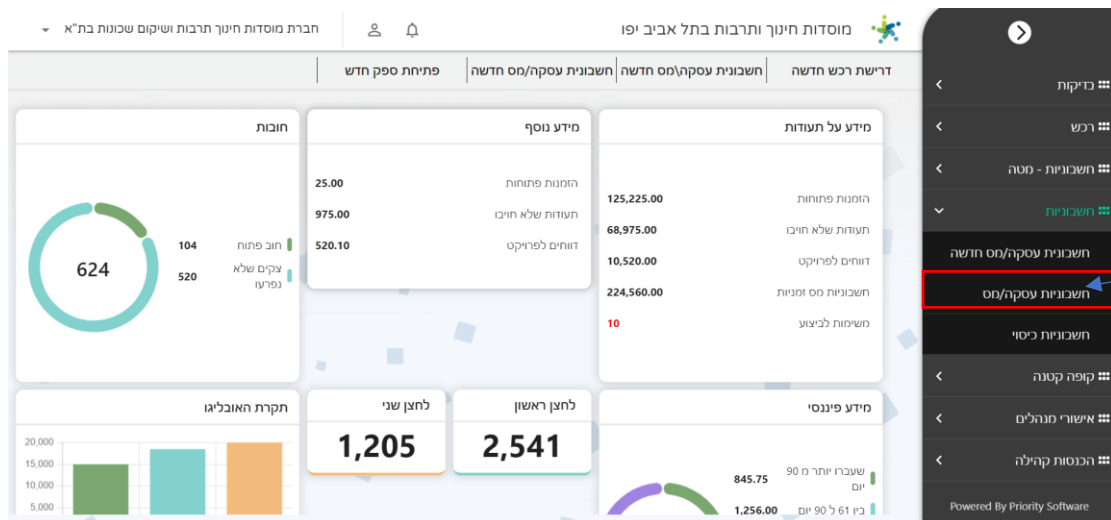 מוסדות חינוך ותרבות בתל אביב יפו
חברת מוסדות חינוך תרבות ושיקום שכונות בת"א
דרישת רכש חדשה
חשבונית עסקה\מס חדשה
חשבונית עסקה/מס חדשה
פתיחת ספק חדש
בדיקות
רכש
חשבוניות - מטה
חשבוניות
חשבונית עסקה/מס חדשה
חשבוניות עסקה/מס
חשבוניות כיסוי
קופה קטנה
אישורי מנהלים
הכנסות קהילה
Powered By Priority Software
מידע על תעודות
הזמנות פתוחות 125,225.00
תעודות שלא חויבו 68,975.00
דווחים לפרויקט 10,520.00
חשבוניות מס זמניות 224,560.00
משימות לביצוע 10
מידע נוסף
הזמנות פתוחות 25.00
תעודות שלא חויבו 975.00
דווחים לפרויקט 520.10
חובות
חוב פתוח 104
צקים שלא נפרעו 520
624
מידע פיננסי
שעברו יותר מ 90 יום 845.75
בין 61 ל 90 יום 1,256.00
לחצן ראשון
2,541
לחצן שני
1,205
תקרת האובליגו
20,000
15,000
10,000
5,000